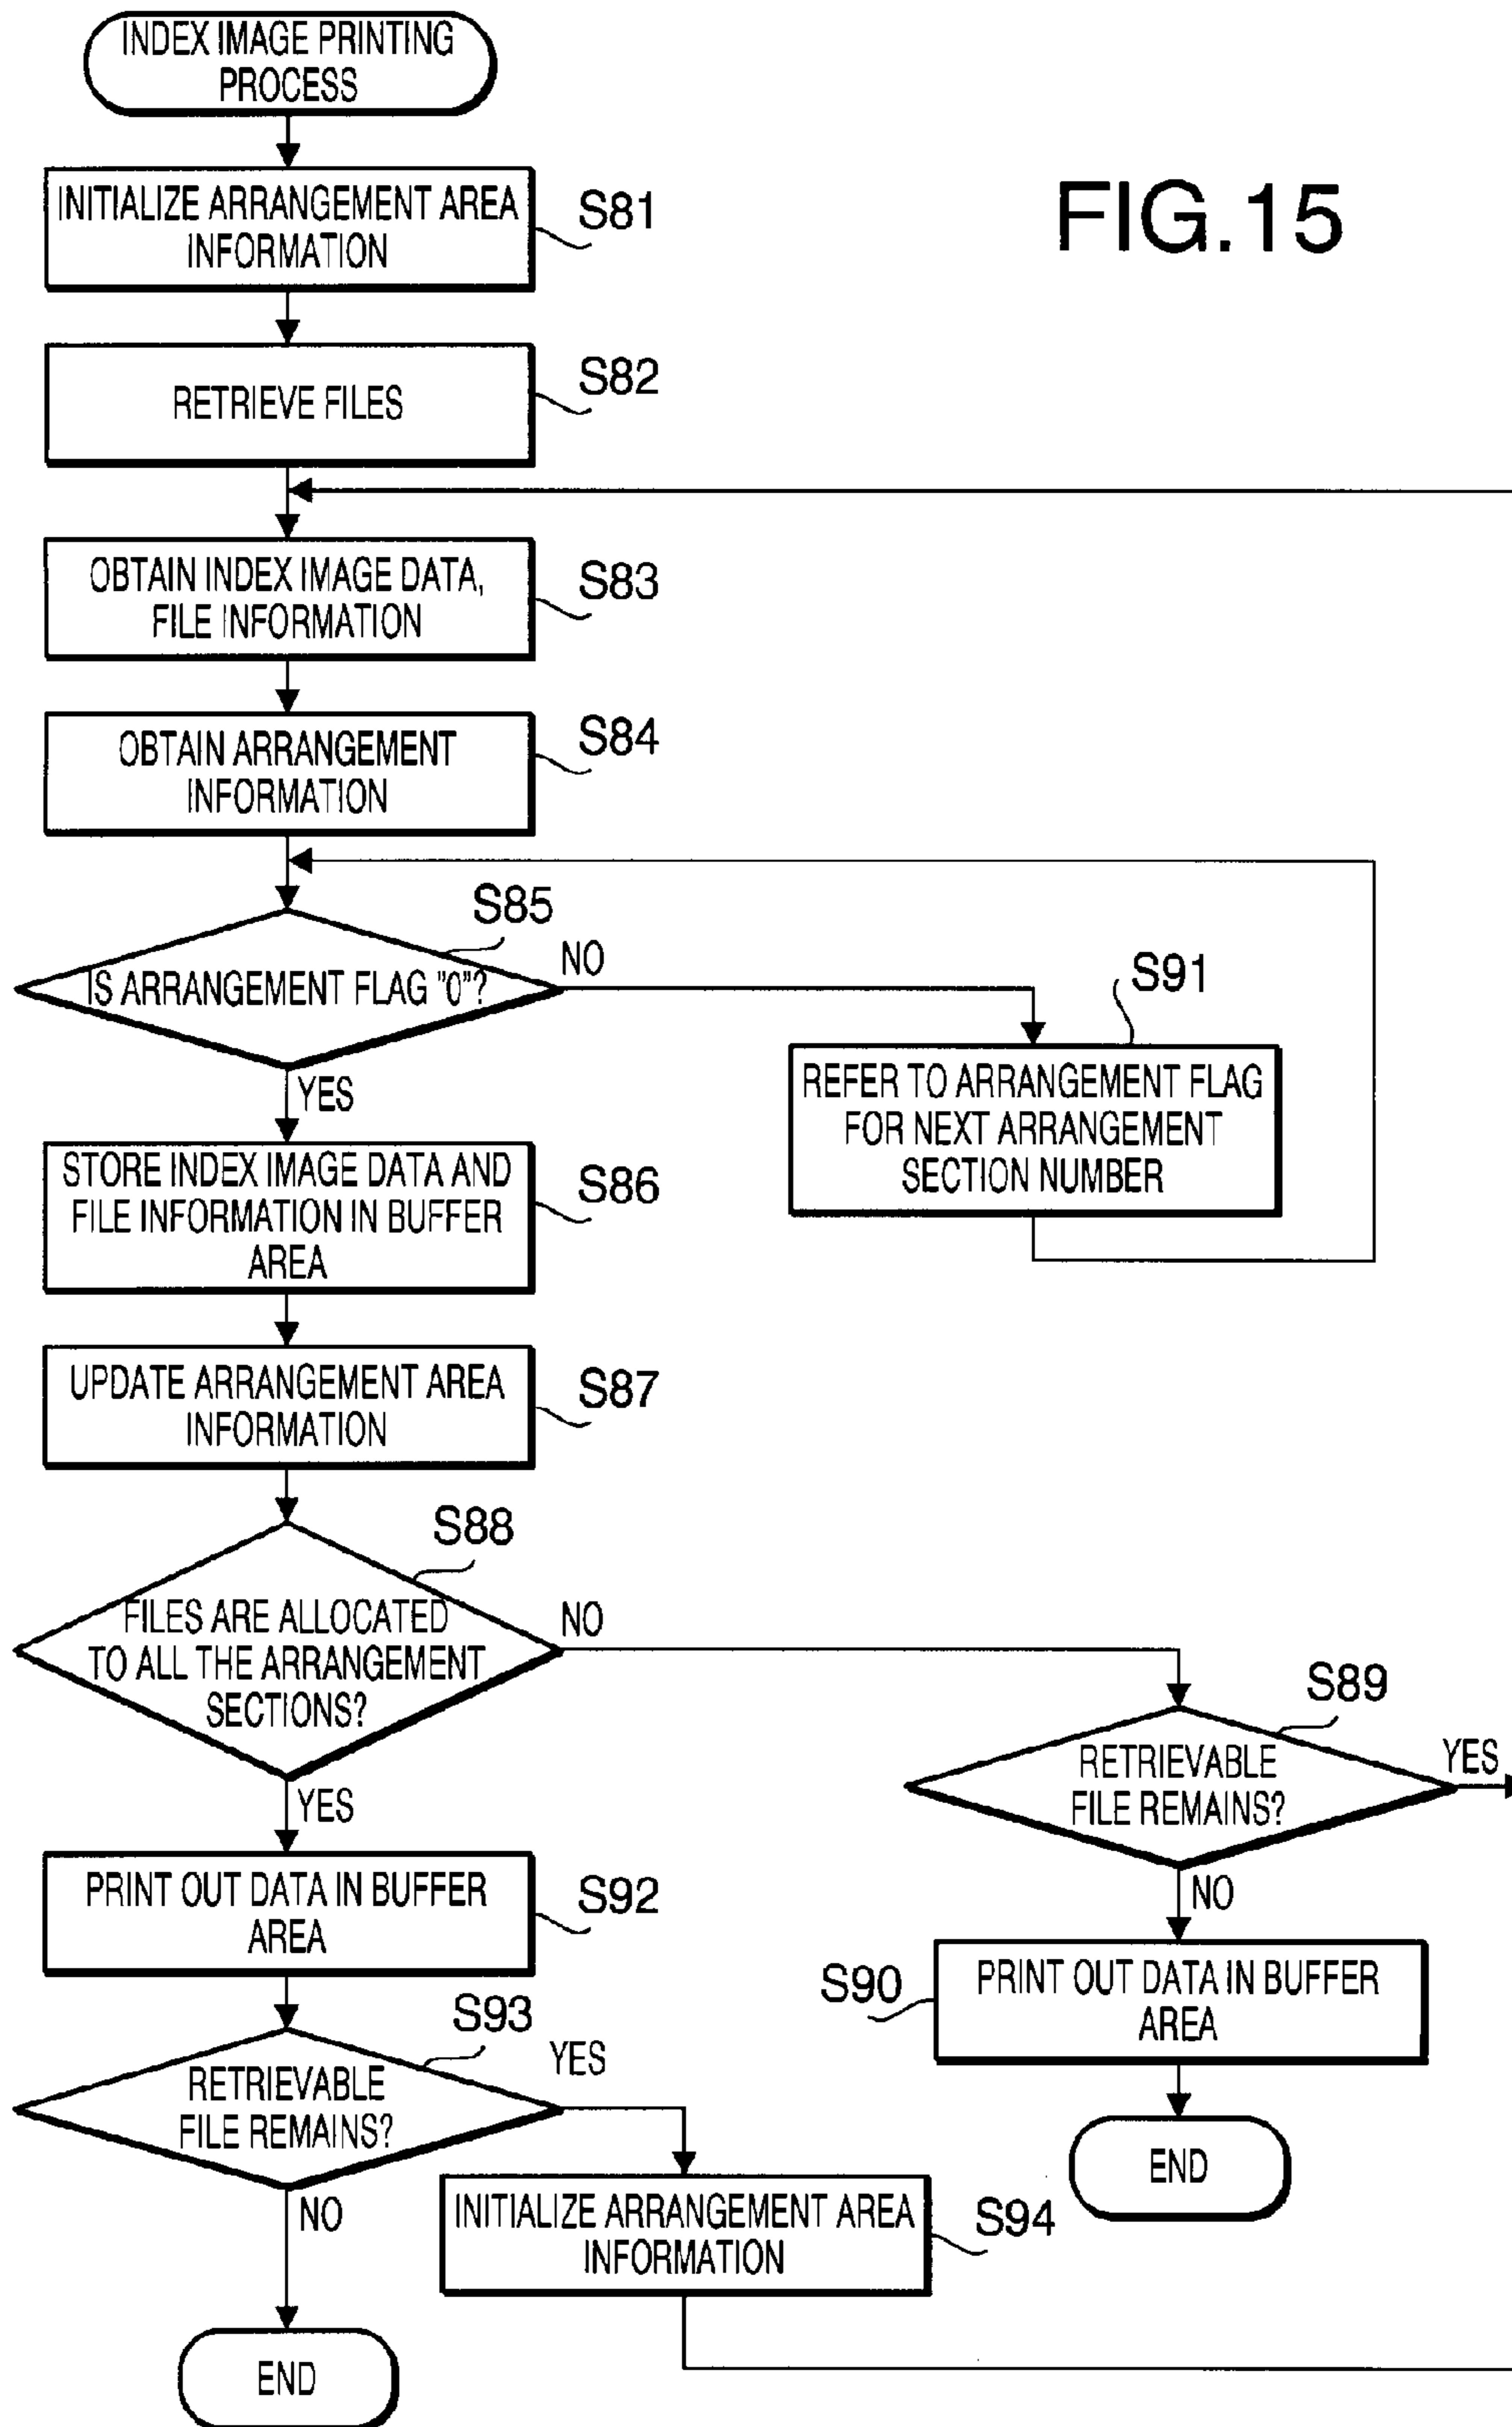 INDEX IMAGE PRINTING
PROCESS
FIG.15
INITIALIZE ARRANGEMENT AREA
INFORMATION
S81
RETRIEVE FILES
S82
OBTAIN INDEX IMAGE DATA,
FILE INFORMATION
S83
OBTAIN ARRANGEMENT
INFORMATION
S84
S85
IS ARRANGEMENT FLAG "0"?
NO
YES
S91
REFER TO ARRANGEMENT FLAG
FOR NEXT ARRANGEMENT
SECTION NUMBER
STORE INDEX IMAGE DATA AND
FILE INFORMATION IN BUFFER
AREA
S86
UPDATE ARRANGEMENT AREA
INFORMATION
S87
S88
FILES ARE ALLOCATED
TO ALL THE ARRANGEMENT
SECTIONS?
NO
YES
S89
RETRIEVABLE
FILE REMAINS?
YES
NO
PRINT OUT DATA IN BUFFER
AREA
S92
S90
PRINT OUT DATA IN BUFFER
AREA
END
S93
RETRIEVABLE
FILE REMAINS?
YES
NO
INITIALIZE ARRANGEMENT AREA
INFORMATION
S94
END